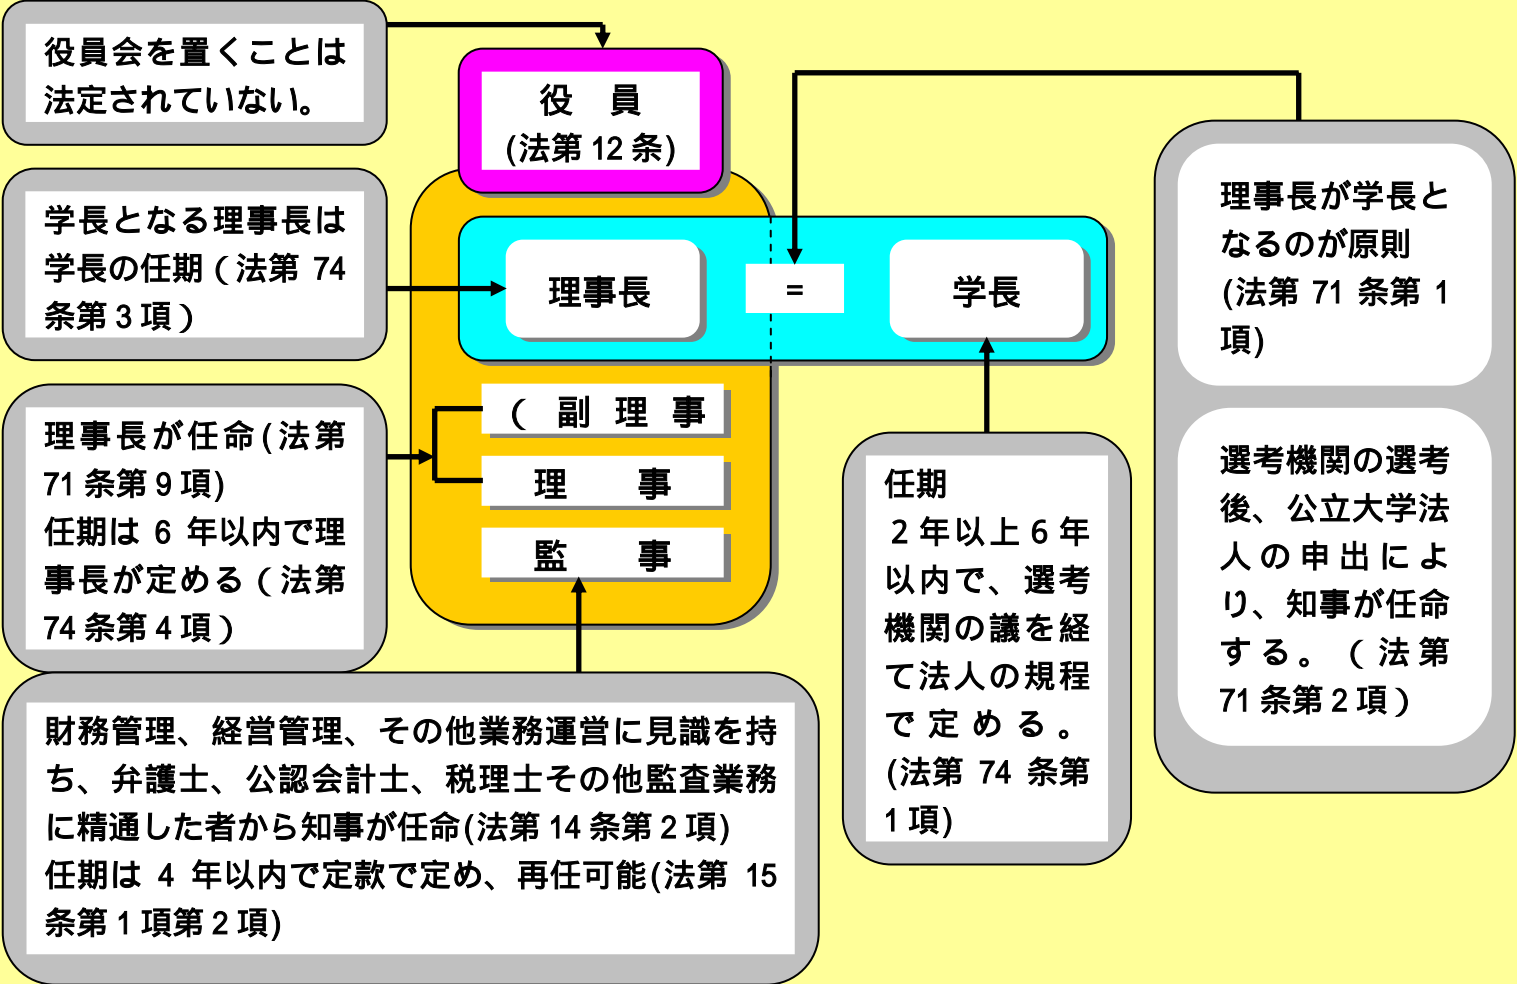 役員会を置くことは
法定されていない。
役 員
(法第 12 条)
学長となる理事長は
学長の任期（法第 74
条第 3 項）
理事長
=
学長
理事長が学長と
なるのが原則
(法第 71 条第 1
項)
選考機関の選考
後、公立大学法
人の申出によ
り、知事が任命
する。（法第
71 条第 2 項）
理事長が任命(法第
71 条第 9 項)
任期は 6 年以内で理
事長が定める（法第
74 条第 4 項）
（副理事
理 事
監 事
任期
2 年以上 6 年
以内で、選考
機関の議を経
て法人の規程
で定める。
(法第 74 条第
1 項)
財務管理、経営管理、その他業務運営に見識を持
ち、弁護士、公認会計士、税理士その他監査業務
に精通した者から知事が任命(法第 14 条第 2 項)
任期は 4 年以内で定款で定め、再任可能(法第 15
条第 1 項第 2 項)